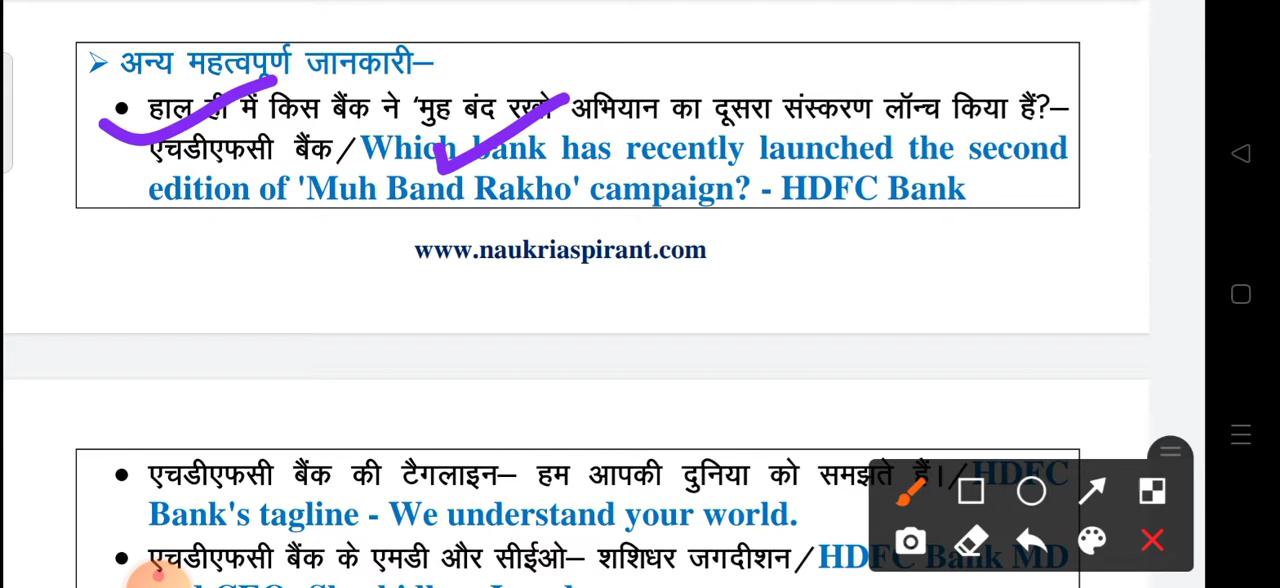 अन्य महत्वपूर्ण जानकारी–
हाल ही में किस बैंक ने ‘मुह बंद रखो’ अभियान का दूसरा संस्करण लॉन्च किया हैं?–
एचडीएफसी बैंक/Which bank has recently launched the second
edition of 'Muh Band Rakho' campaign? - HDFC Bank
www.naukriaspirant.com
एचडीएफसी बैंक की टैगलाइन– हम आपकी दुनिया को समझते हैं।/HDFC
Bank's tagline - We understand your world.
एचडीएफसी बैंक के एमडी और सीईओ– शशिधर जगदीशन/HDFC Bank MD